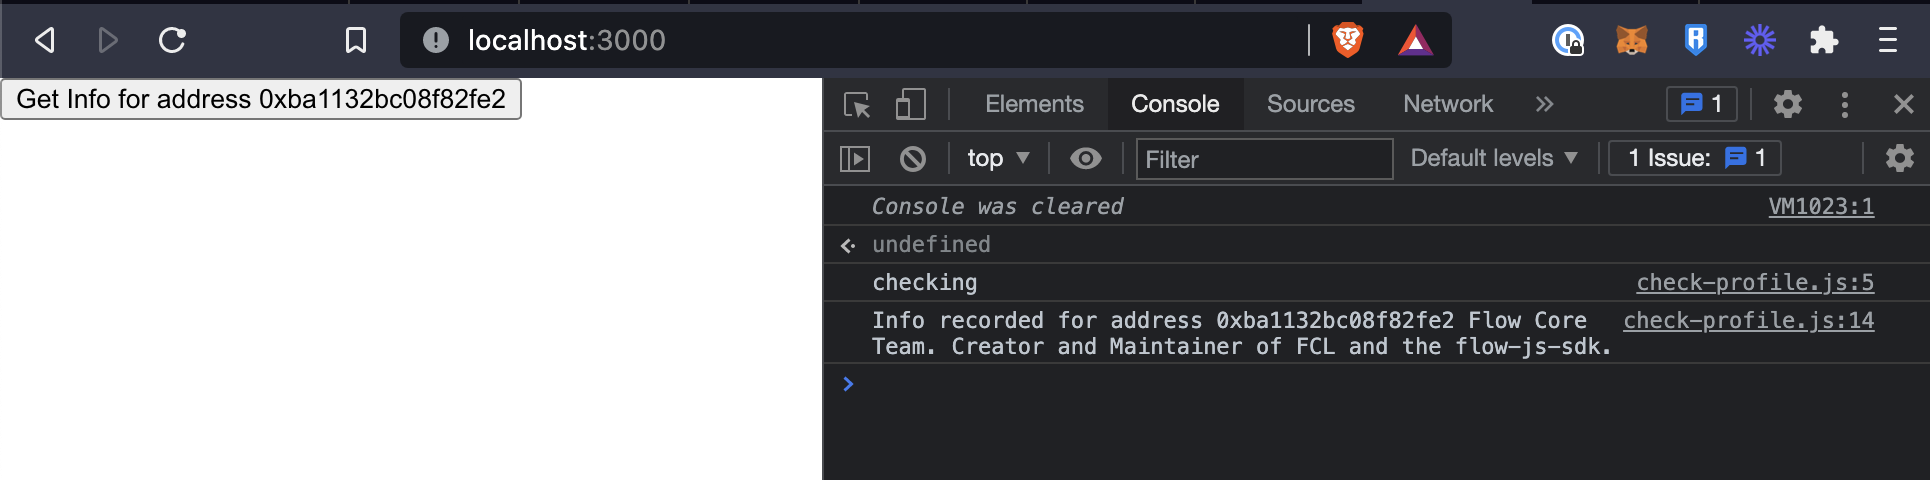 localhost:3000
Get Info for address 0xba1132bc08f82fe2
Elements Console Sources Network » 1
top Filter Default levels 1 Issue: 1
Console was cleared VM1023:1
undefined
checking check-profile.js:5
Info recorded for address 0xba1132bc08f82fe2 Flow Core check-profile.js:14
Team. Creator and Maintainer of FCL and the flow-js-sdk.